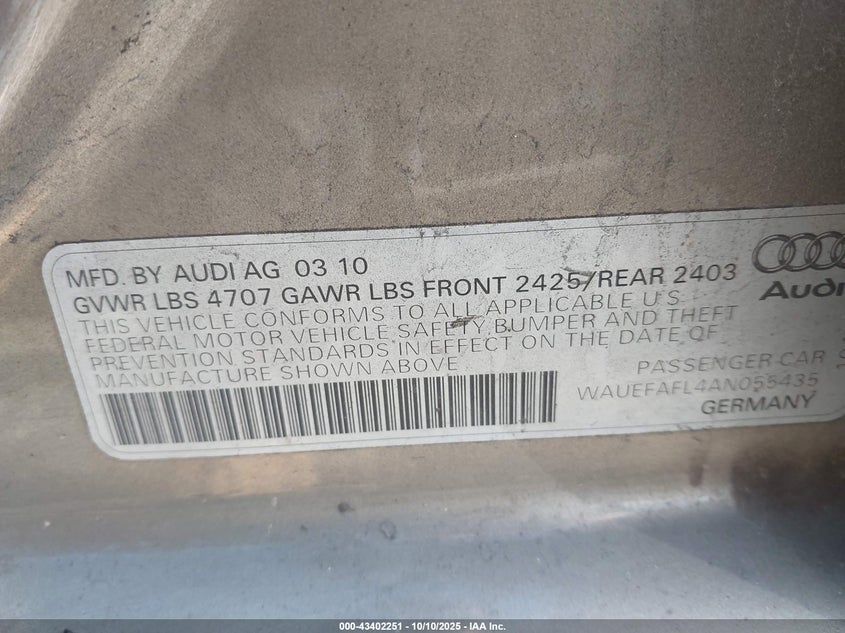 MFD. BY AUDI AG 03 10
GVWR LBS 4707 GAWR LBS FRONT 2425/REAR 2403
THIS VEHICLE CONFORMS TO ALL APPLICABLE U S
FEDERAL MOTOR VEHICLE SAFETY BUMPER AND THEFT
PREVENTION STANDARDS IN EFFECT ON THE DATE OF
MANUFACTURE SHOWN ABOVE
Audi
PASSENGER CAR
WAUEFAFL4AN055435
GERMANY
000-43402251 - 10/10/2025 - IAA Inc.